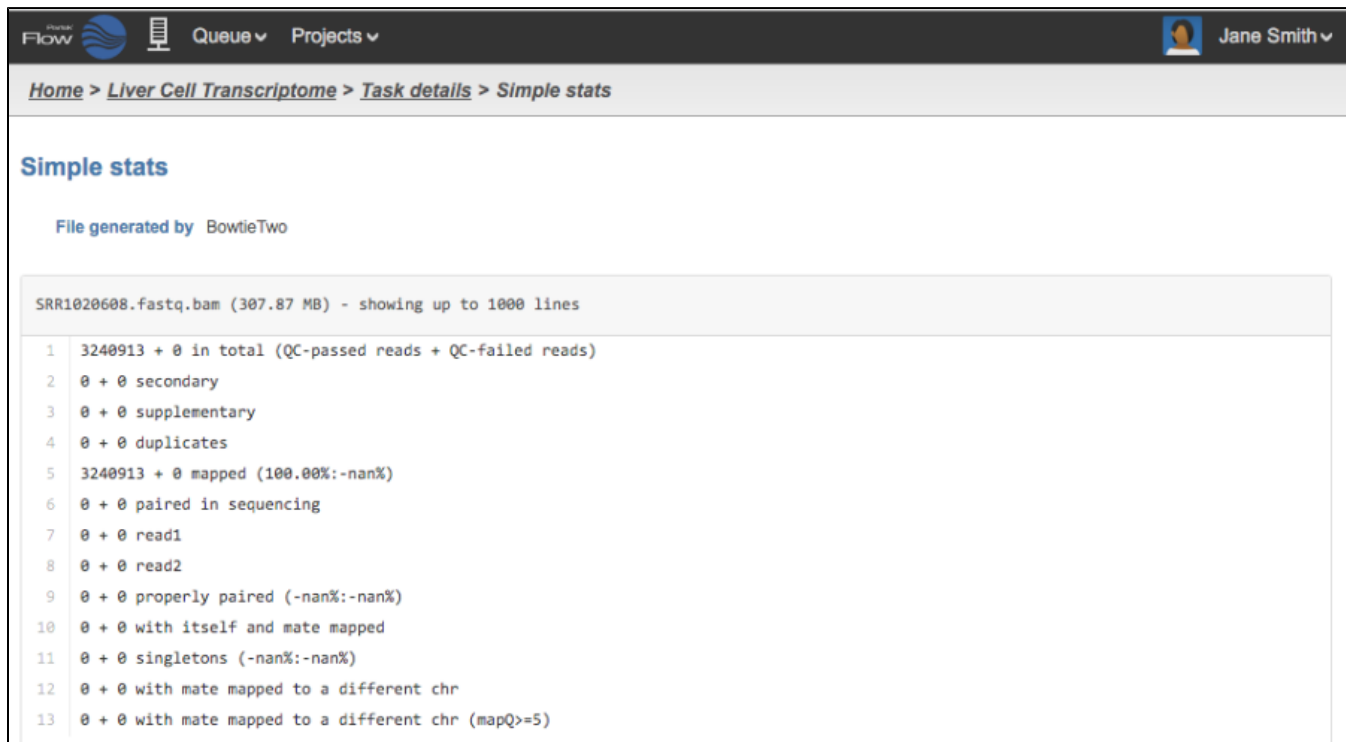 Partek
Flow Queue Projects Jane Smith
Home > Liver Cell Transcriptome > Task details > Simple stats
Simple stats
File generated by BowtieTwo
SRR1020608.fastq.bam (307.87 MB) - showing up to 1000 lines
1 3240913 + 0 in total (QC-passed reads + QC-failed reads)
2 0 + 0 secondary
3 0 + 0 supplementary
4 0 + 0 duplicates
5 3240913 + 0 mapped (100.00%:-nan%)
6 0 + 0 paired in sequencing
7 0 + 0 read1
8 0 + 0 read2
9 0 + 0 properly paired (-nan%:-nan%)
10 0 + 0 with itself and mate mapped
11 0 + 0 singletons (-nan%:-nan%)
12 0 + 0 with mate mapped to a different chr
13 0 + 0 with mate mapped to a different chr (mapQ>=5)